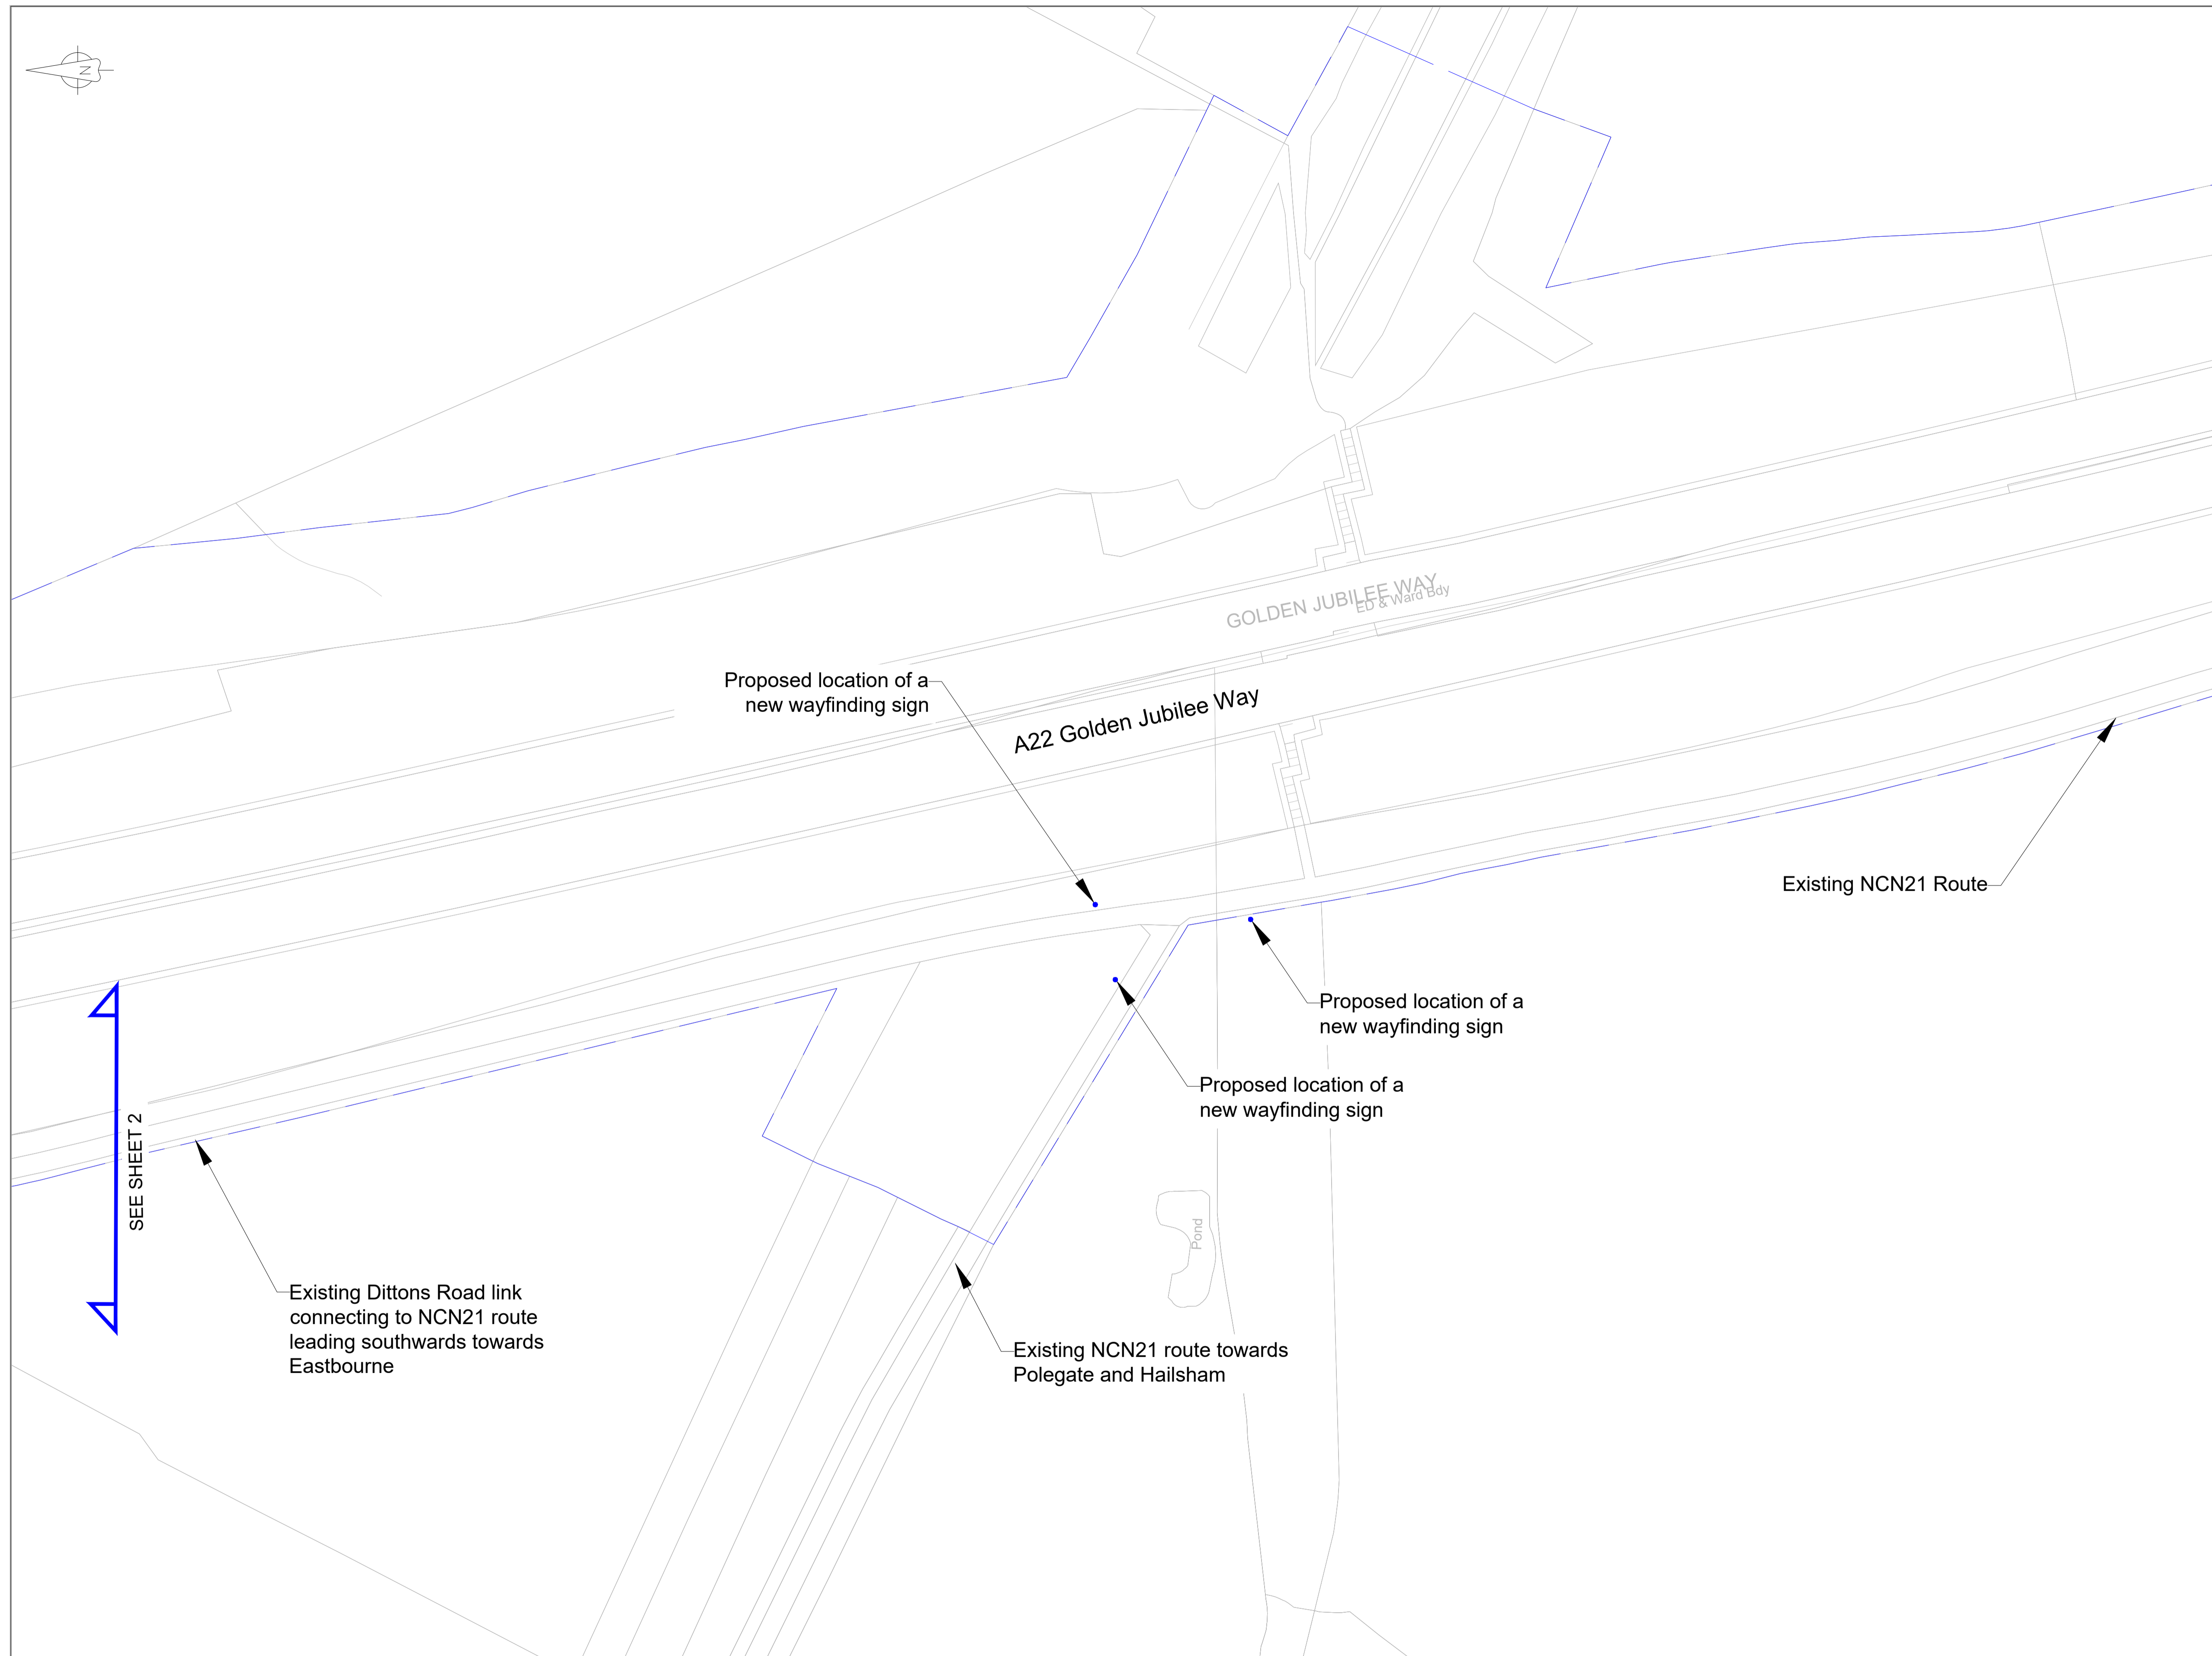 N
GOLDEN JUBILEE WAY
ED & Ward Bdy
Proposed location of a
new wayfinding sign
A22 Golden Jubilee Way
Existing NCN21 Route
Proposed location of a
new wayfinding sign
Proposed location of a
new wayfinding sign
SEE SHEET 2
Pond
Existing Dittons Road link
connecting to NCN21 route
leading southwards towards
Eastbourne
Existing NCN21 route towards
Polegate and Hailsham